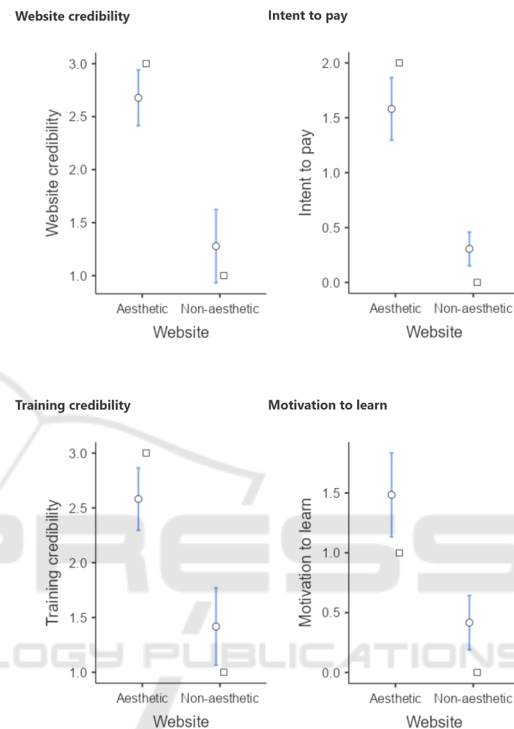 Website credibility
Intent to pay
3.0
2.5
2.0
1.5
1.0
Website credibility
Aesthetic Non-aesthetic
Website
2.0
1.5
1.0
0.5
0.0
Intent to pay
Aesthetic Non-aesthetic
Website
Training credibility
Motivation to learn
3.0
2.5
2.0
1.5
1.0
Training credibility
Aesthetic Non-aesthetic
Website
1.5
1.0
0.5
0.0
Motivation to learn
Aesthetic Non-aesthetic
Website
PRESS
LOGY PUBLICATIONS